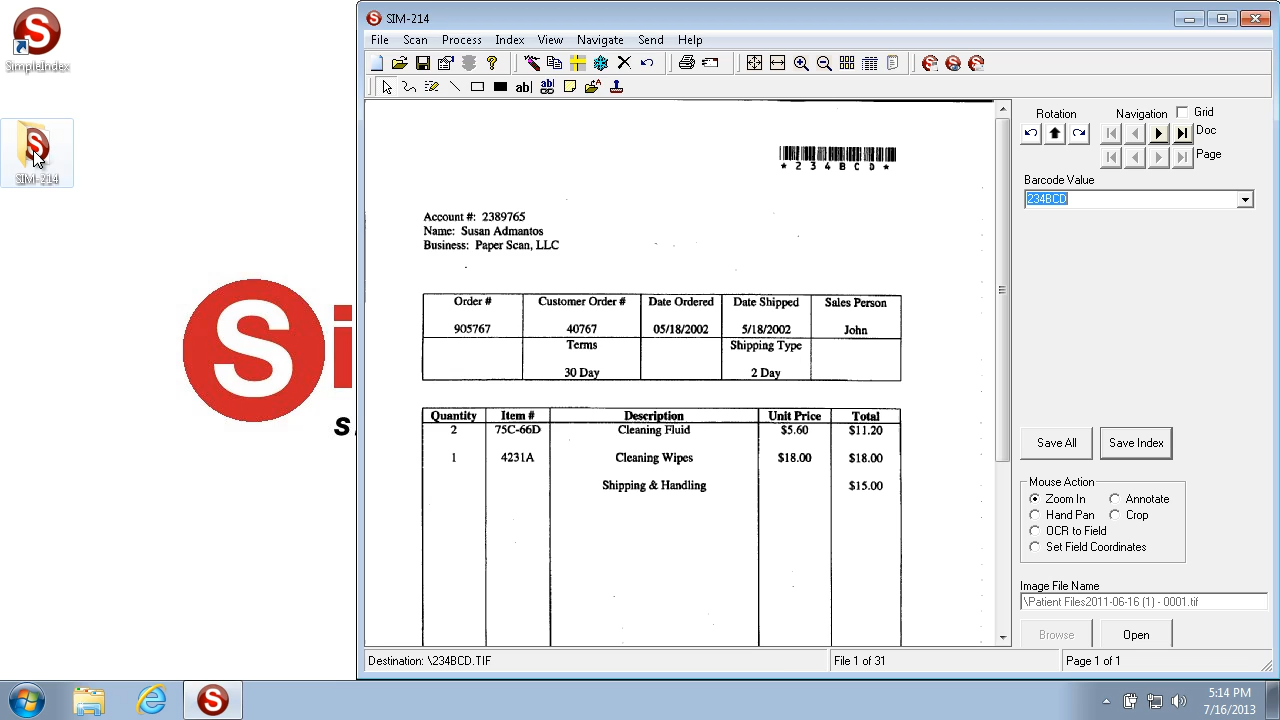 SimpleIndex
SIM-214
S
SIM-214
File Scan Process Index View Navigate Send Help
ab|
*234BCD*
Account #: 2389765
Name: Susan Admantos
Business: Paper Scan, LLC
Order # Customer Order # Date Ordered Date Shipped Sales Person
905767 40767 05/18/2002 5/18/2002 John
Terms Shipping Type
30 Day 2 Day
Quantity Item # Description Unit Price Total
2 75C-66D Cleaning Fluid $5.60 $11.20
1 4231A Cleaning Wipes $18.00 $18.00
Shipping & Handling $15.00
Rotation Navigation Grid
Doc
Page
Barcode Value
234BCD
Save All Save Index
Mouse Action
Zoom In Annotate
Hand Pan Crop
OCR to Field
Set Field Coordinates
Image File Name
\Patient Files2011-06-16 (1) - 0001.tif
Browse Open
Destination: \234BCD.TIF File 1 of 31 Page 1 of 1
5:14 PM
7/16/2013